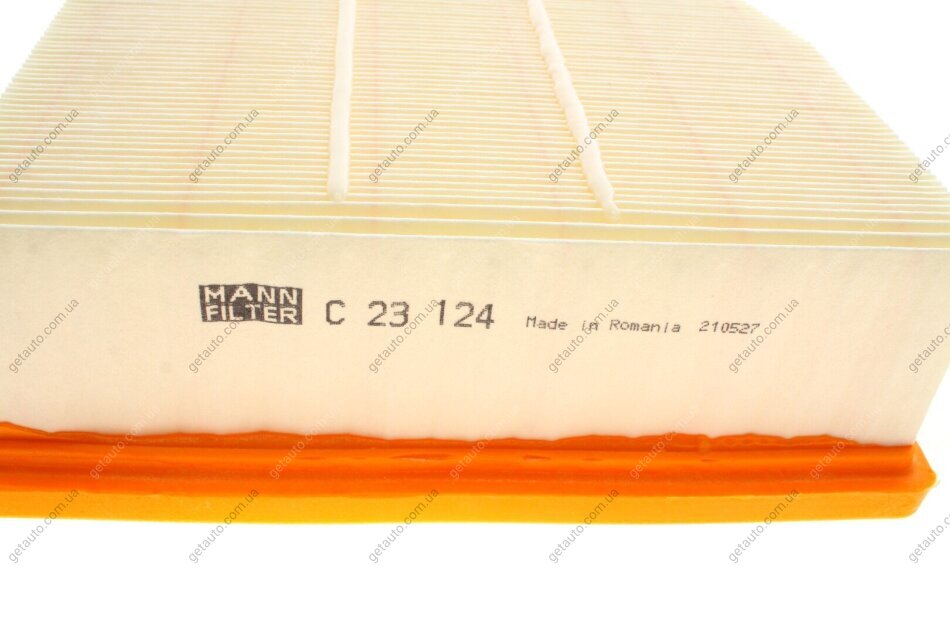 MANN
FILTER
C 23 124 Made in Romania 210527
getauto.com.ua